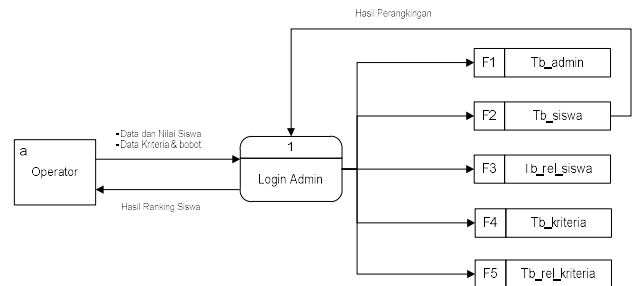 Hasil Perangkingan
F1 Tb_admin
F2 Tb_siswa
F3 Tb_rel_siswa
F4 Tb_kriteria
F5 Tb_rel_kriteria
a
Operator
-Data dan Nilai Siswa
-Data Kriteria & bobot
Hasil Ranking Siswa
1
Login Admin